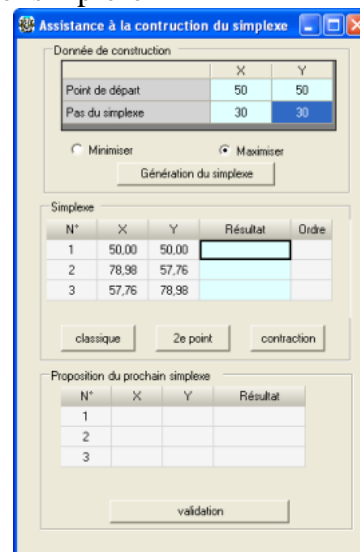 Assistance à la contruction du simplexe
Donnée de construction
X Y
Point de départ 50 50
Pas du simplexe 30 30
Minimiser Maximiser
Génération du simplexe
Simplexe
N° X Y Résultat Ordre
1 50,00 50,00
2 78,98 57,76
3 57,76 78,98
classique 2e point contraction
Proposition du prochain simplexe
N° X Y Résultat
1
2
3
validation